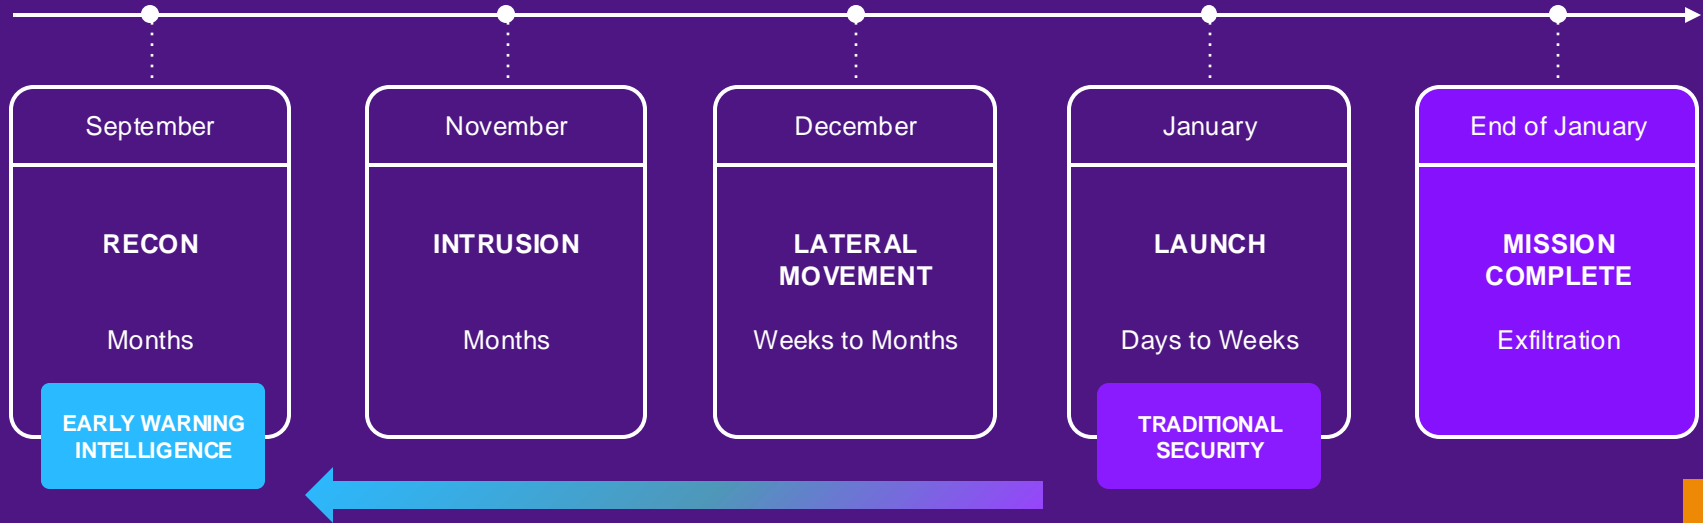 September
November
December
January
End of January
RECON
INTRUSION
LATERAL
MOVEMENT
LAUNCH
MISSION
COMPLETE
Months
Months
Weeks to Months
Days to Weeks
Exfiltration
EARLY WARNING
INTELLIGENCE
TRADITIONAL
SECURITY